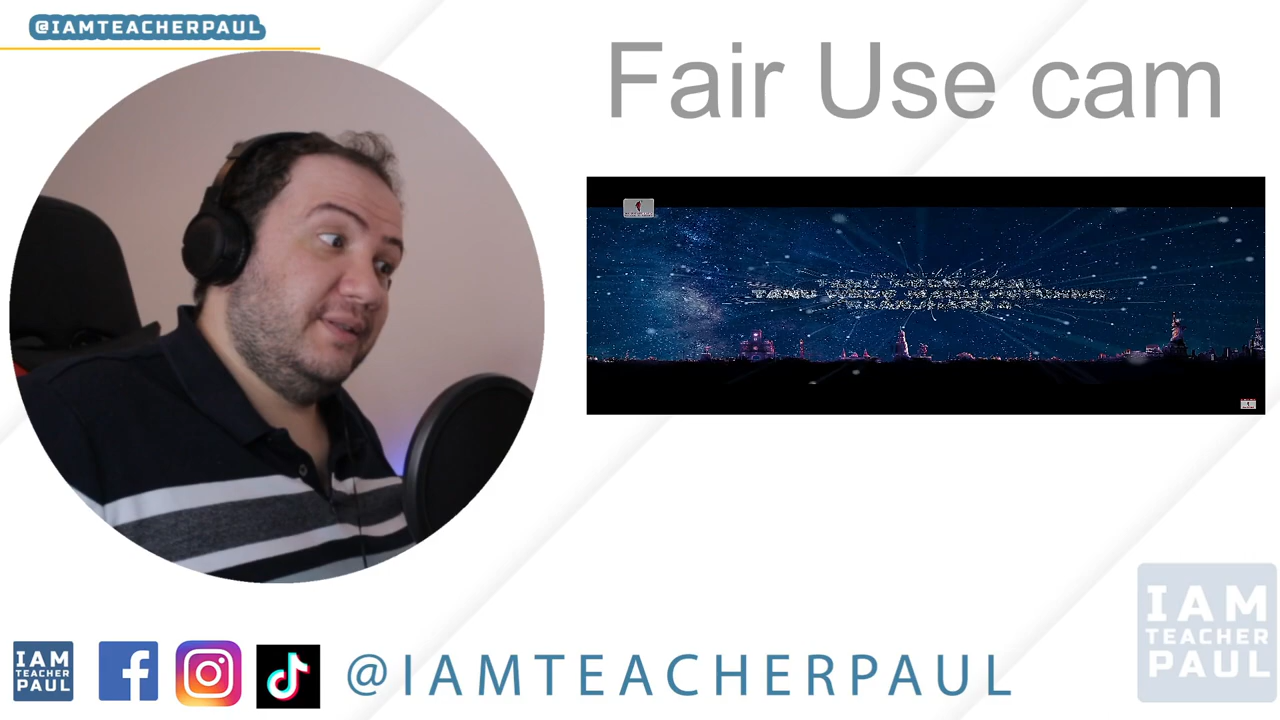 @IAMTEACHERPAUL
Fair Use cam
IAM
TEACHER
PAUL
IAM
TEACHER
PAUL
@IAMTEACHERPAUL